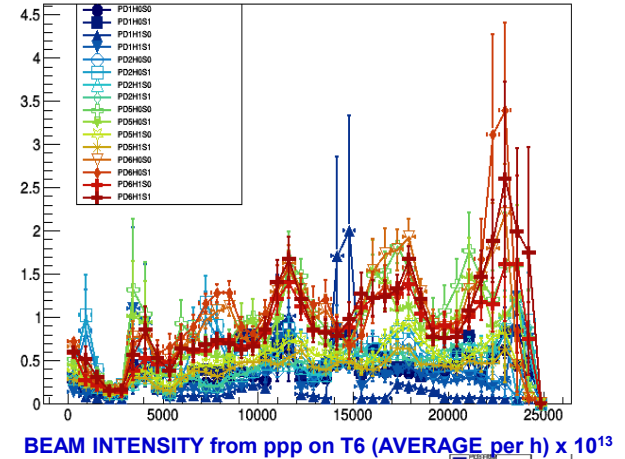 4.5
4
3.5
3
2.5
2
1.5
1
0.5
0
PD1H0S0
PD1H0S1
PD1H1S0
PD1H1S1
PD2H0S0
PD2H0S1
PD2H1S0
PD2H1S1
PD5H0S0
PD5H0S1
PD5H1S0
PD5H1S1
PD6H0S0
PD6H0S1
PD6H1S0
PD6H1S1
0 5000 10000 15000 20000 25000
BEAM INTENSITY from ppp on T6 (AVERAGE per h) x 10¹³